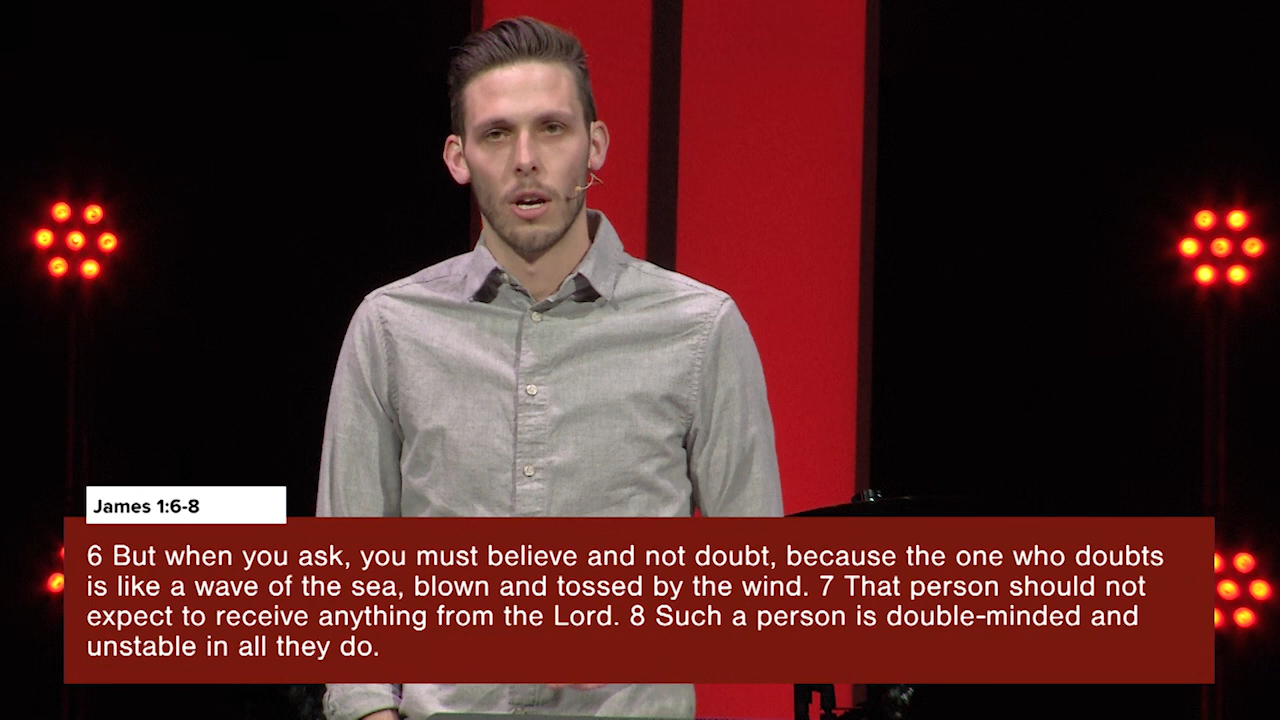 James 1:6-8
6 But when you ask, you must believe and not doubt, because the one who doubts
is like a wave of the sea, blown and tossed by the wind. 7 That person should not
expect to receive anything from the Lord. 8 Such a person is double-minded and
unstable in all they do.